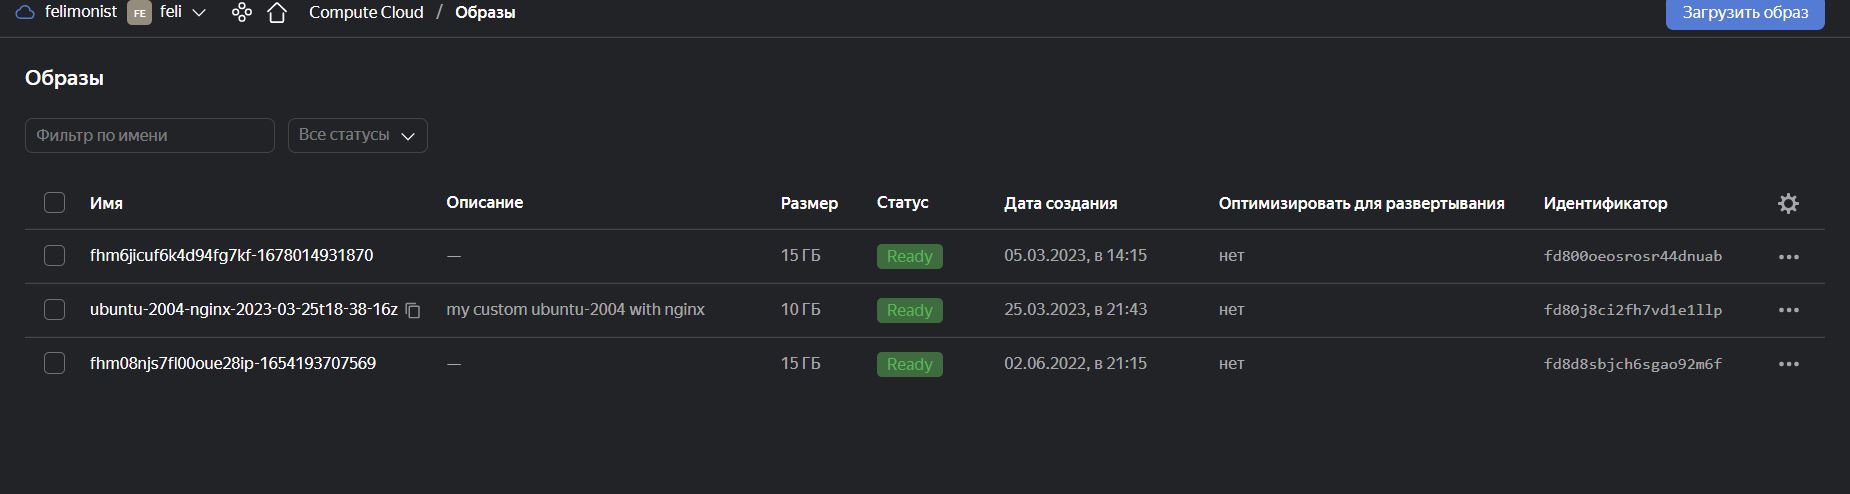 felimonist FE feli Compute Cloud / Образы Загрузить образ
Образы
Фильтр по имени Все статусы
Имя Описание Размер Статус Дата создания Оптимизировать для развертывания Идентификатор
fhm6jicuf6k4d94fg7kf-1678014931870 — 15 ГБ Ready 05.03.2023, в 14:15 нет fd800oeosrosr44dnuab
ubuntu-2004-nginx-2023-03-25t18-38-16z my custom ubuntu-2004 with nginx 10 ГБ Ready 25.03.2023, в 21:43 нет fd80j8ci2fh7vd1e1llp
fhm08njs7fl00oue28ip-1654193707569 — 15 ГБ Ready 02.06.2022, в 21:15 нет fd8d8sbjch6sgao92m6f